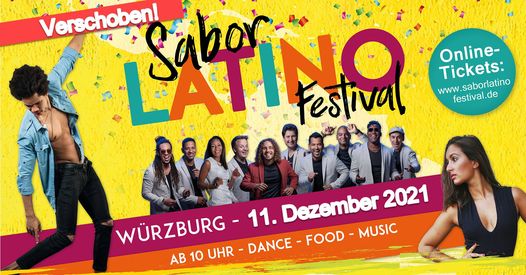 Verschoben!
Sabor
LATINO
Festival
Online-
Tickets:
www.saborlatino
festival.de
WÜRZBURG - 11. Dezember 2021
AB 10 UHR - DANCE - FOOD - MUSIC